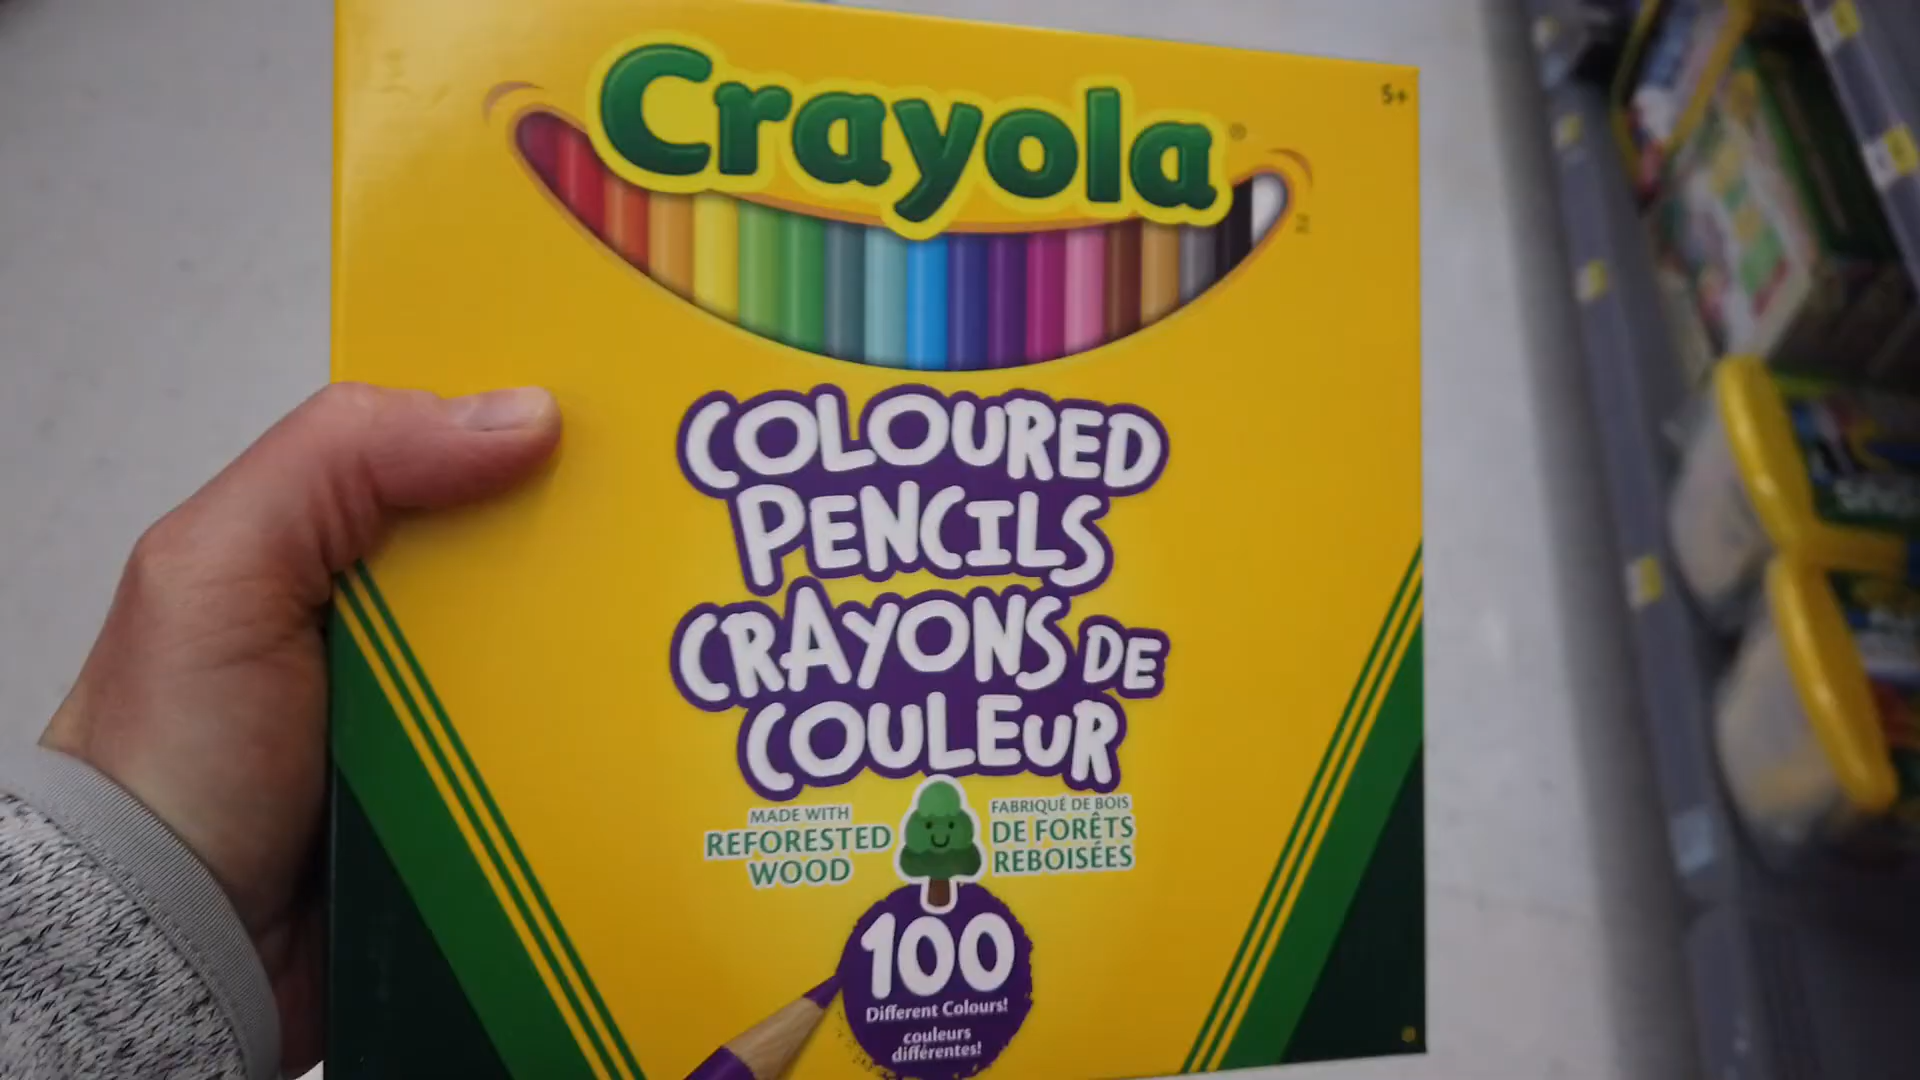 Crayola
5+
COLOURED
PENCILS
CRAYONS DE
COULEUR
MADE WITH
REFORESTED
WOOD
FABRIQUÉ DE BOIS
DE FORÊTS
REBOISÉES
100
Different Colours!
couleurs
différentes!